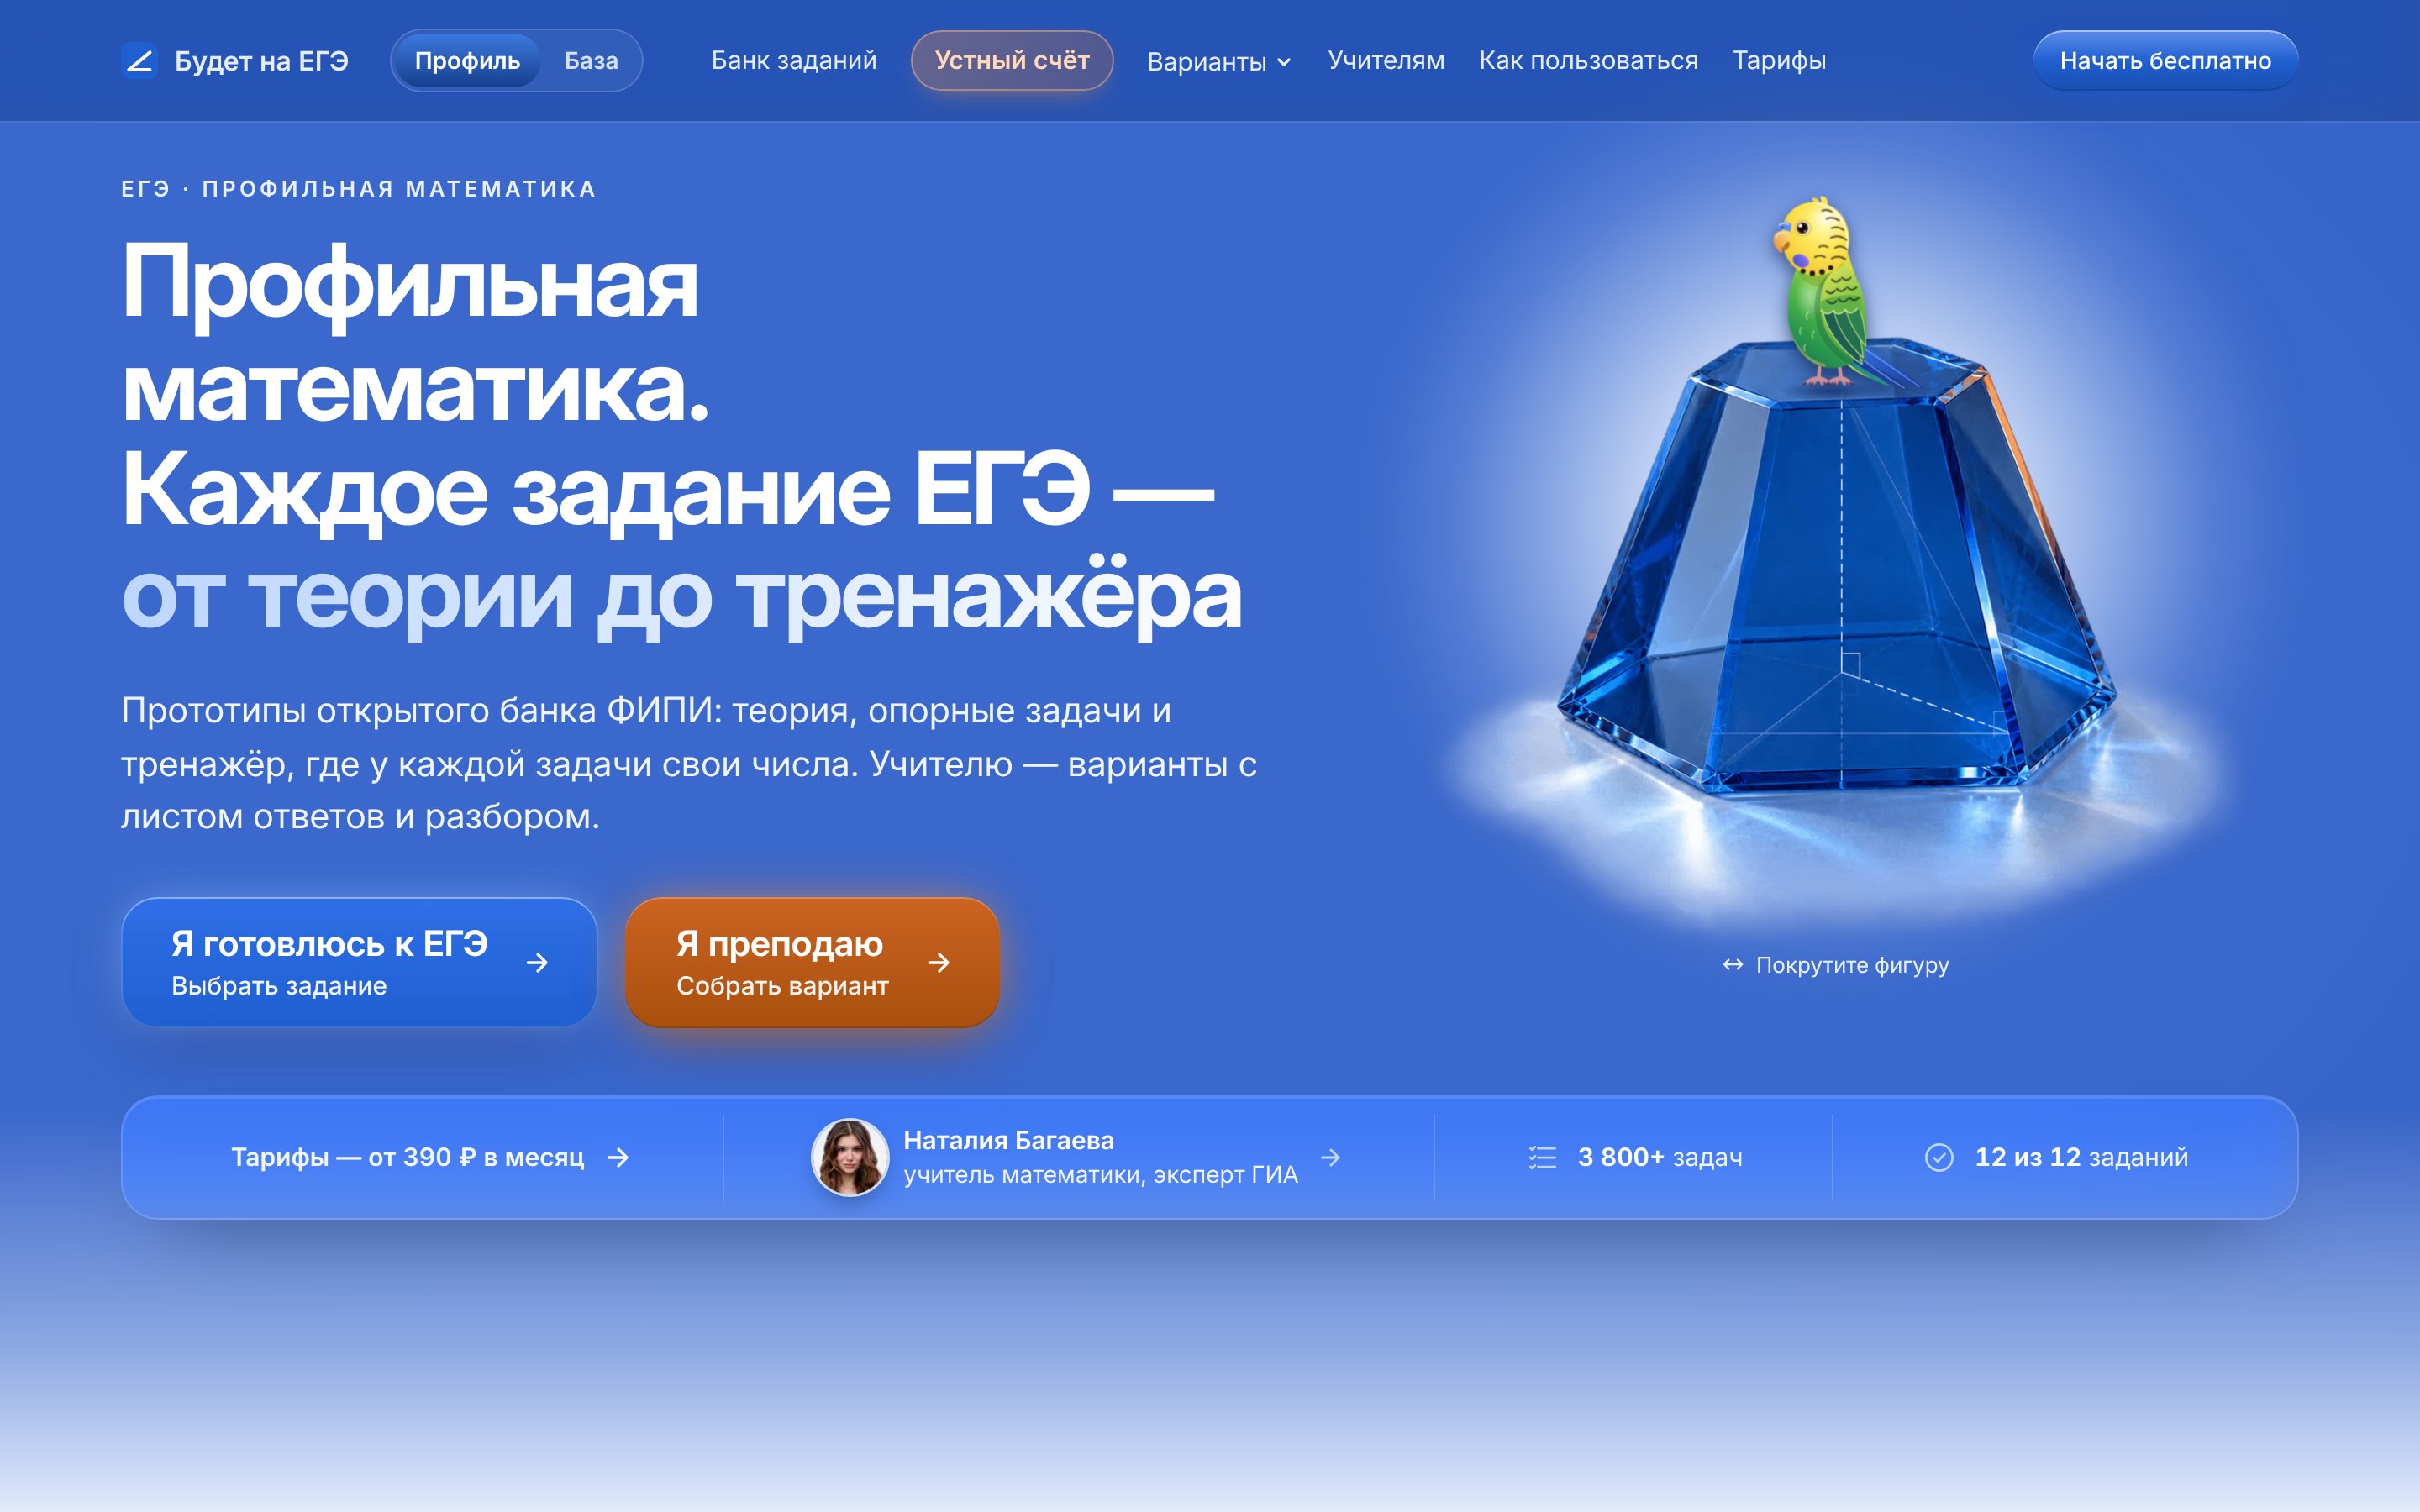 Будет на ЕГЭ
Профиль
База
Банк заданий
Устный счёт
Варианты
Учителям
Как пользоваться
Тарифы
Начать бесплатно
ЕГЭ · ПРОФИЛЬНАЯ МАТЕМАТИКА
Профильная
математика.
Каждое задание ЕГЭ —
от теории до тренажёра
Прототипы открытого банка ФИПИ: теория, опорные задачи и
тренажёр, где у каждой задачи свои числа. Учителю — варианты с
листом ответов и разбором.
Я готовлюсь к ЕГЭ
Выбрать задание
Я преподаю
Собрать вариант
Покрутите фигуру
Тарифы — от 390 ₽ в месяц
Наталия Багаева
учитель математики, эксперт ГИА
3 800+ задач
12 из 12 заданий